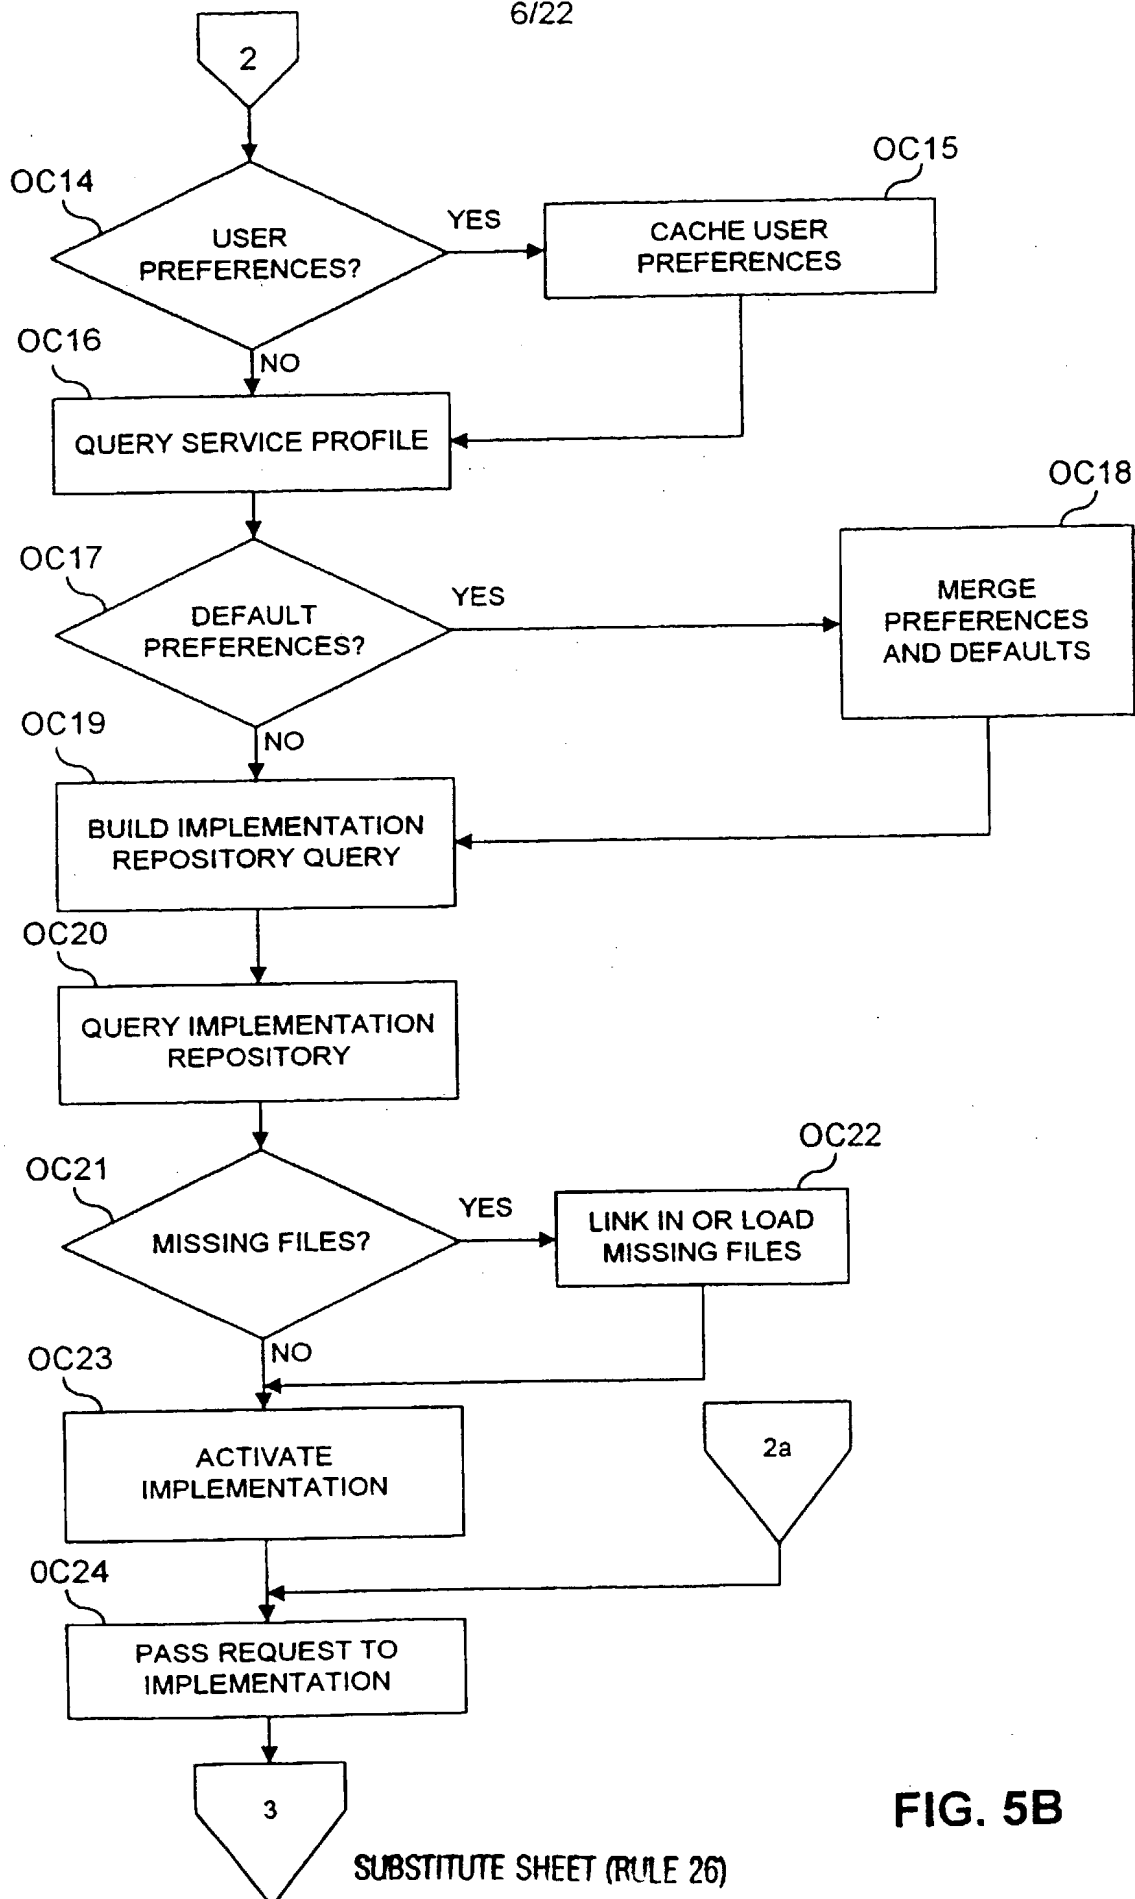 6/22
2
OC14
OC15
USER
PREFERENCES?
YES
CACHE USER
PREFERENCES
OC16
NO
QUERY SERVICE PROFILE
OC17
OC18
DEFAULT
PREFERENCES?
YES
MERGE
PREFERENCES
AND DEFAULTS
OC19
NO
BUILD IMPLEMENTATION
REPOSITORY QUERY
OC20
QUERY IMPLEMENTATION
REPOSITORY
OC21
OC22
MISSING FILES?
YES
LINK IN OR LOAD
MISSING FILES
OC23
NO
ACTIVATE
IMPLEMENTATION
2a
0C24
PASS REQUEST TO
IMPLEMENTATION
3
FIG. 5B
SUBSTITUTE SHEET (RULE 26)